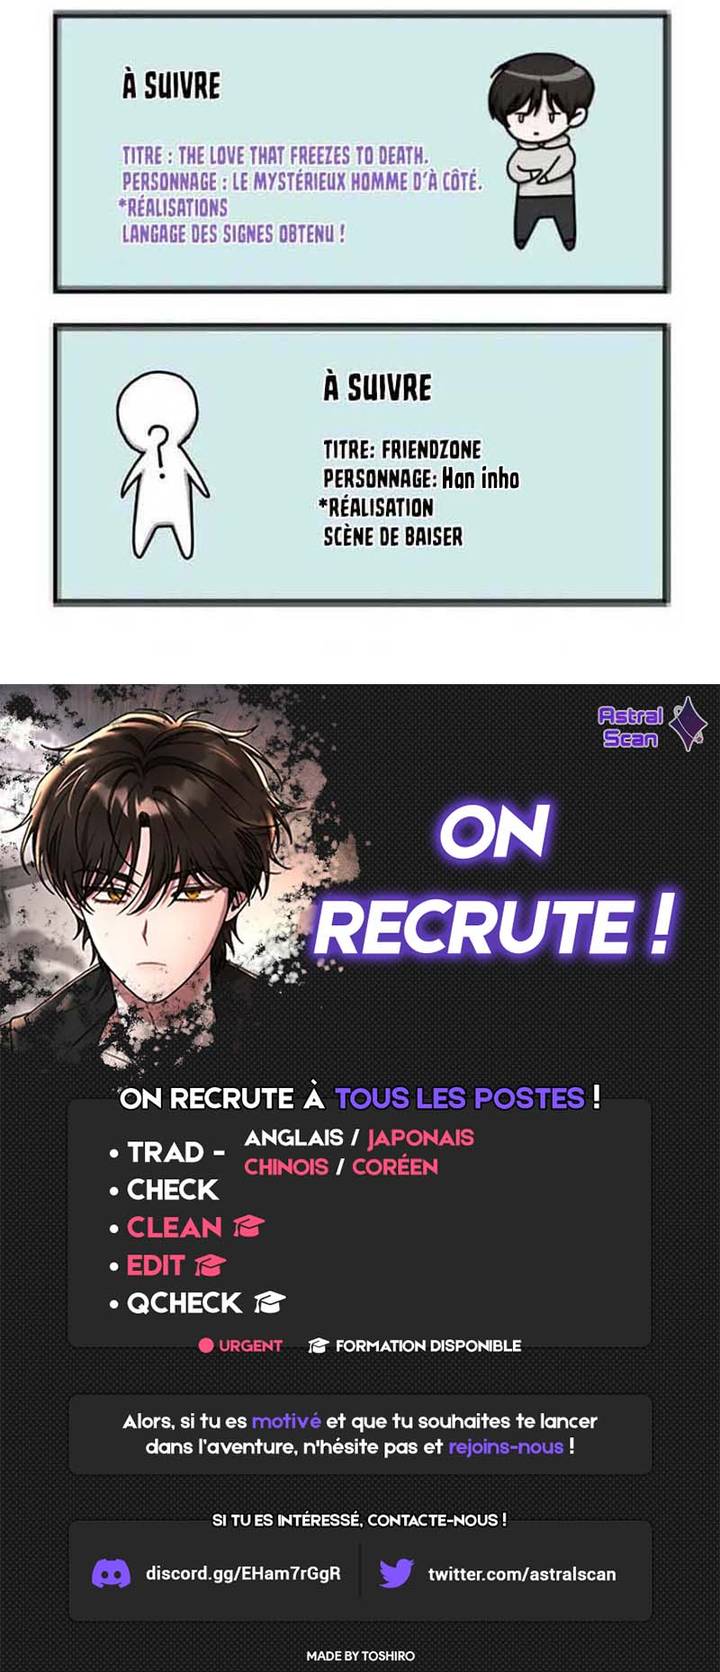 À SUIVRE
TITRE : THE LOVE THAT FREEZES TO DEATH.
PERSONNAGE : LE MYSTÉRIEUX HOMME D'À CÔTÉ.
*RÉALISATIONS
LANGAGE DES SIGNES OBTENU !
?
À SUIVRE
TITRE: FRIENDZONE
PERSONNAGE: Han inho
*RÉALISATION
SCÈNE DE BAISER
Astral
Scan
ON
RECRUTE !
ON RECRUTE À TOUS LES POSTES !
• TRAD - ANGLAIS / JAPONAIS
CHINOIS / CORÉEN
• CHECK
• CLEAN
• EDIT
• QCHECK
URGENT FORMATION DISPONIBLE
Alors, si tu es motivé et que tu souhaites te lancer
dans l'aventure, n'hésite pas et rejoins-nous !
SI TU ES INTÉRESSÉ, CONTACTE-NOUS !
discord.gg/EHam7rGgR
twitter.com/astralscan
MADE BY TOSHIRO